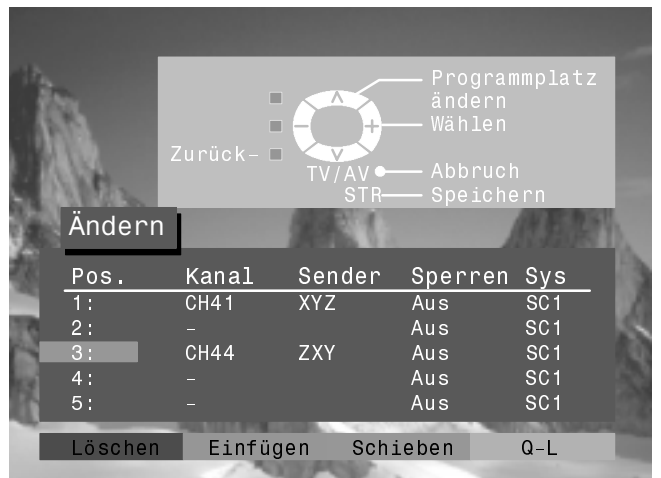 Programmplatz
ändern
Wählen
Zurück-
TV/AV Abbruch
STR Speichern
Ändern
Pos. Kanal Sender Sperren Sys
1: CH41 XYZ Aus SC1
2: - Aus SC1
3: CH44 ZXY Aus SC1
4: - Aus SC1
5: - Aus SC1
Löschen Einfügen Schieben Q-L